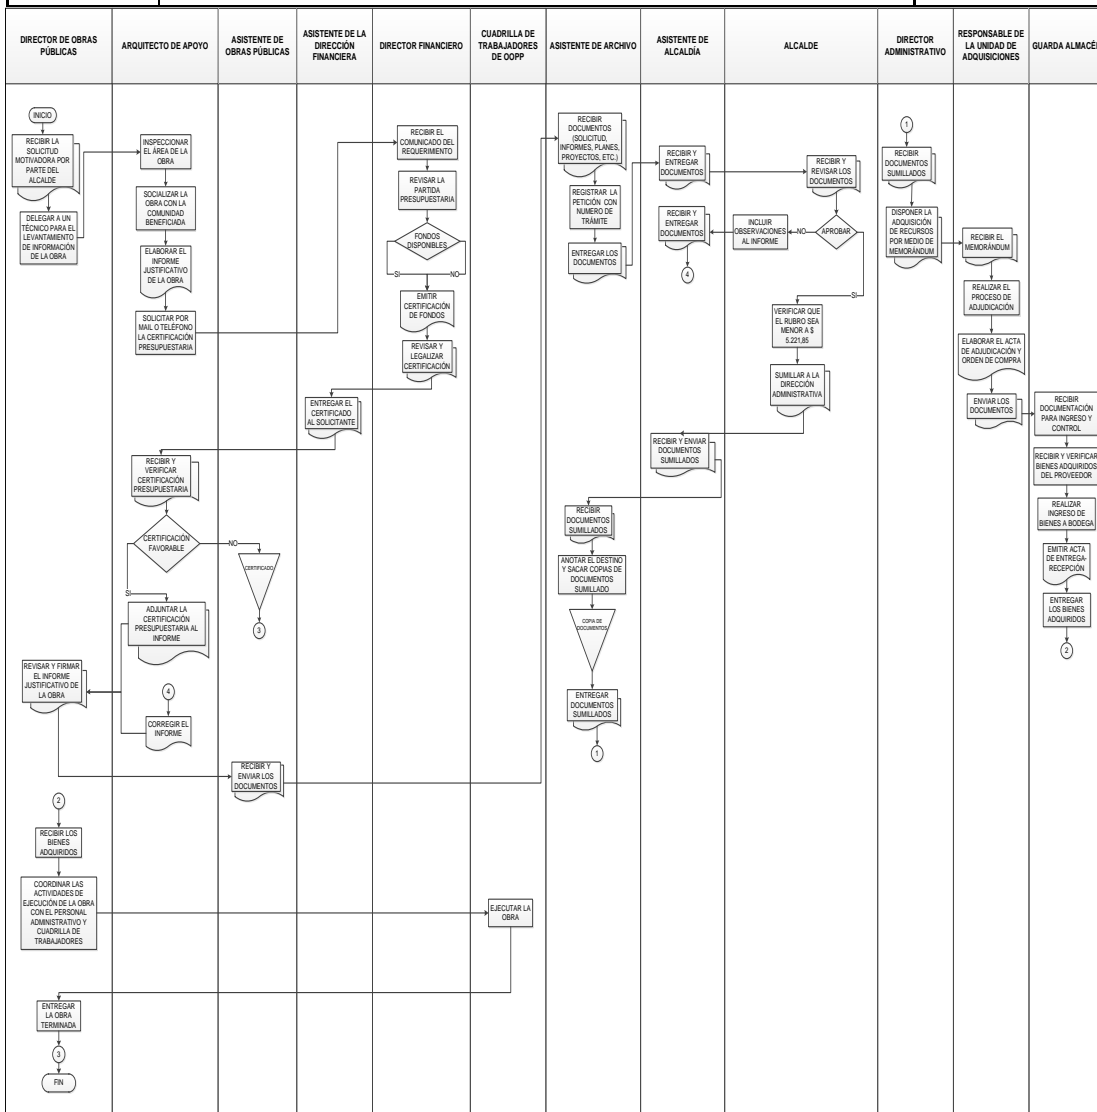 DIRECTOR DE OBRAS
PÚBLICAS
ARQUITECTO DE APOYO
ASISTENTE DE
OBRAS PÚBLICAS
ASISTENTE DE LA
DIRECCIÓN
FINANCIERA
DIRECTOR FINANCIERO
CUADRILLA DE
TRABAJADORES
DE OOPP
ASISTENTE DE ARCHIVO
ASISTENTE DE
ALCALDÍA
ALCALDE
DIRECTOR
ADMINISTRATIVO
RESPONSABLE DE
LA UNIDAD DE
ADQUISICIONES
GUARDA ALMACÉ
INICIO
RECIBIR LA
SOLICITUD
MOTIVADORA POR
PARTE DEL
ALCALDE
DELEGAR A UN
TÉCNICO PARA EL
LEVANTAMIENTO
DE INFORMACIÓN
DE LA OBRA
INSPECCIONAR
EL ÁREA DE LA
OBRA
SOCIALIZAR LA
OBRA CON LA
COMUNIDAD
BENEFICIADA
ELABORAR EL
INFORME
JUSTIFICATIVO
DE LA OBRA
SOLICITAR POR
MAIL O TELÉFONO
LA CERTIFICACIÓN
PRESUPUESTARIA
RECIBIR EL
COMUNICADO DEL
REQUERIMIENTO
REVISAR LA
PARTIDA
PRESUPUESTARIA
FONDOS
DISPONIBLES
SI
NO
EMITIR
CERTIFICACIÓN
DE FONDOS
REVISAR Y
LEGALIZAR
CERTIFICACIÓN
ENTREGAR EL
CERTIFICADO
AL SOLICITANTE
RECIBIR Y
VERIFICAR
CERTIFICACIÓN
PRESUPUESTARIA
CERTIFICACIÓN
FAVORABLE
NO
SI
CERTIFICADO
3
ADJUNTAR LA
CERTIFICACIÓN
PRESUPUESTARIA AL
INFORME
REVISAR Y FIRMAR
EL INFORME
JUSTIFICATIVO DE
LA OBRA
4
CORREGIR EL
INFORME
RECIBIR Y
ENVIAR LOS
DOCUMENTOS
RECIBIR
DOCUMENTOS
(SOLICITUD,
INFORMES, PLANES,
PROYECTOS, ETC.)
REGISTRAR LA
PETICIÓN CON
NUMERO DE
TRÁMITE
ENTREGAR LOS
DOCUMENTOS
RECIBIR Y
ENTREGAR
DOCUMENTOS
RECIBIR Y
REVISAR LOS
DOCUMENTOS
APROBAR
NO
INCLUIR
OBSERVACIONES
AL INFORME
RECIBIR Y
ENTREGAR
DOCUMENTOS
4
SI
VERIFICAR QUE
EL RUBRO SEA
MENOR A $
5.221,85
SUMILLAR A LA
DIRECCIÓN
ADMINISTRATIVA
RECIBIR Y ENVIAR
DOCUMENTOS
SUMILLADOS
RECIBIR
DOCUMENTOS
SUMILLADOS
ANOTAR EL DESTINO
Y SACAR COPIAS DE
DOCUMENTOS
SUMILLADO
COPIA DE
DOCUMENTOS
ENTREGAR
DOCUMENTOS
SUMILLADOS
1
1
RECIBIR
DOCUMENTOS
SUMILLADOS
DISPONER LA
ADQUISICIÓN
DE RECURSOS
POR MEDIO DE
MEMORÁNDUM
RECIBIR EL
MEMORÁNDUM
REALIZAR EL
PROCESO DE
ADJUDICACIÓN
ELABORAR EL ACTA
DE ADJUDICACIÓN Y
ORDEN DE COMPRA
ENVIAR LOS
DOCUMENTOS
RECIBIR
DOCUMENTACIÓN
PARA INGRESO Y
CONTROL
RECIBIR Y VERIFICAR
BIENES ADQUIRIDOS
DEL PROVEEDOR
REALIZAR
INGRESO DE
BIENES A BODEGA
EMITIR ACTA
DE ENTREGA-
RECEPCIÓN
ENTREGAR
LOS BIENES
ADQUIRIDOS
2
2
RECIBIR LOS
BIENES
ADQUIRIDOS
COORDINAR LAS
ACTIVIDADES DE
EJECUCIÓN DE LA OBRA
CON EL PERSONAL
ADMINISTRATIVO Y
CUADRILLA DE
TRABAJADORES
EJECUTAR LA
OBRA
ENTREGAR
LA OBRA
TERMINADA
3
FIN